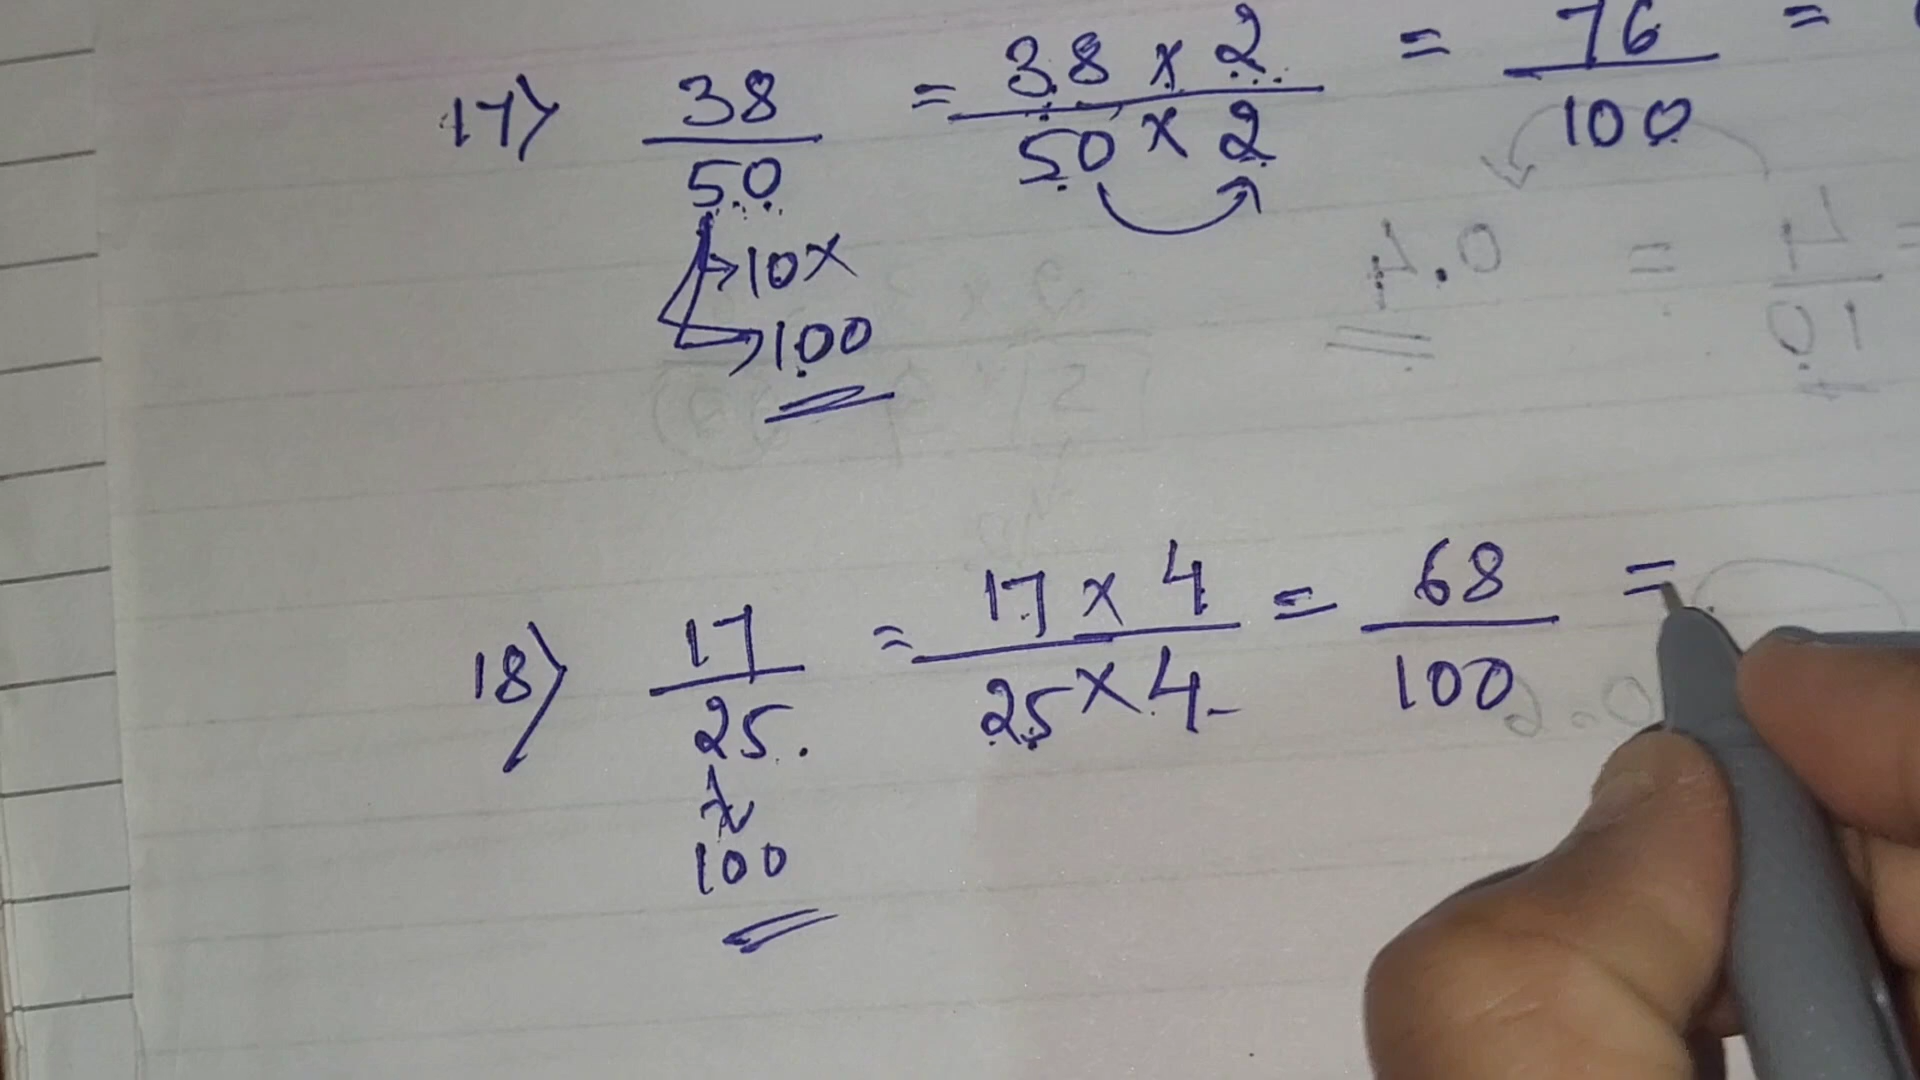 17) 38/50 = 38 x 2 / 50 x 2 = 76/100 =
10x
100
18) 17/25 = 17 x 4 / 25 x 4 = 68/100 =
100